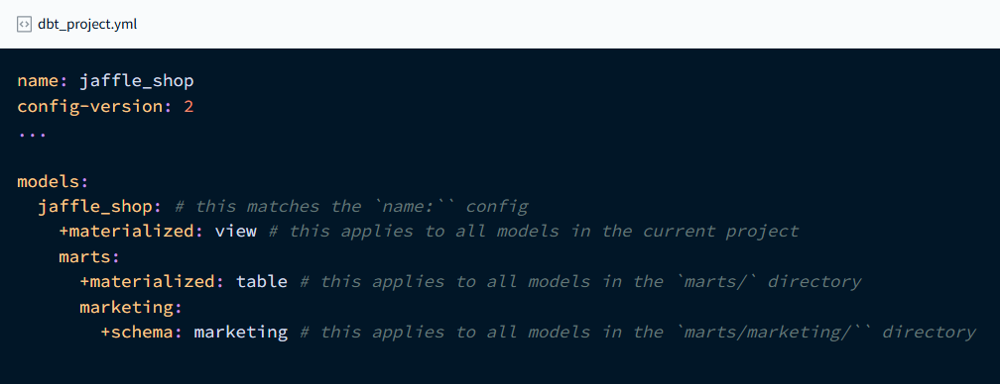 dbt_project.yml
name: jaffle_shop
config-version: 2
...
models:
  jaffle_shop: # this matches the `name:`` config
    +materialized: view # this applies to all models in the current project
    marts:
      +materialized: table # this applies to all models in the `marts/` directory
      marketing:
        +schema: marketing # this applies to all models in the `marts/marketing/`` directory